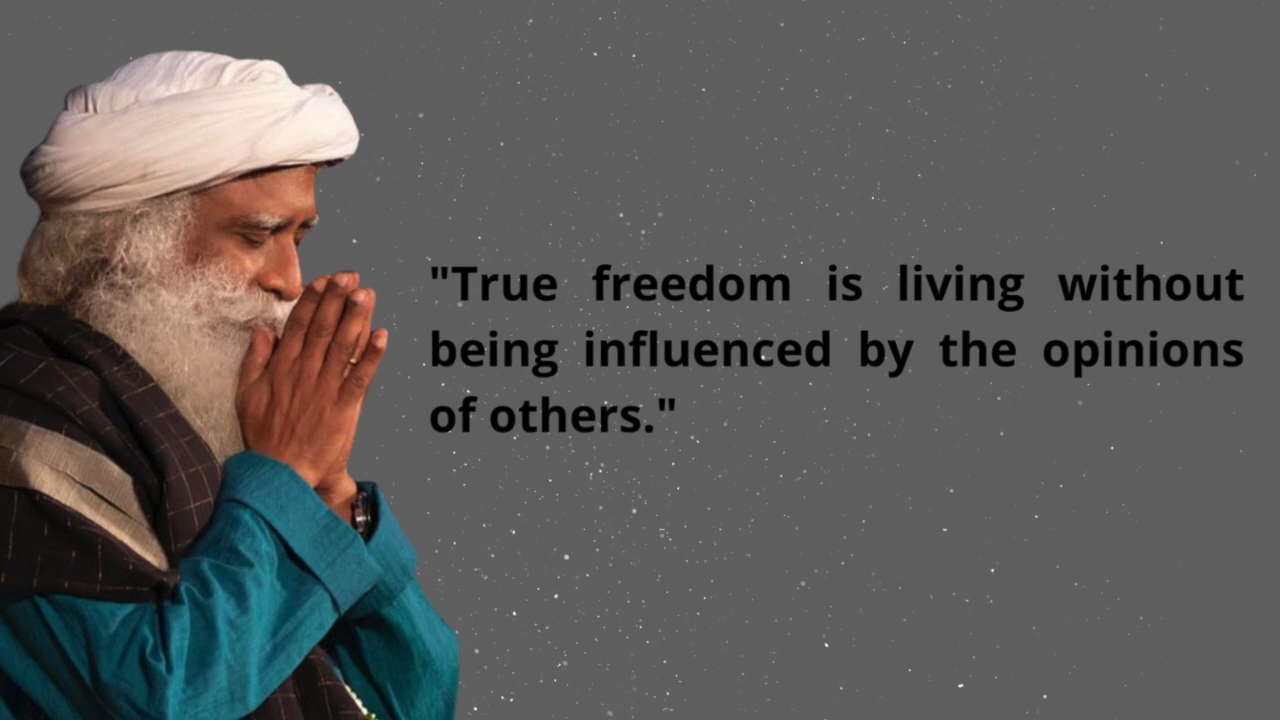 "True freedom is living without
being influenced by the opinions
of others."